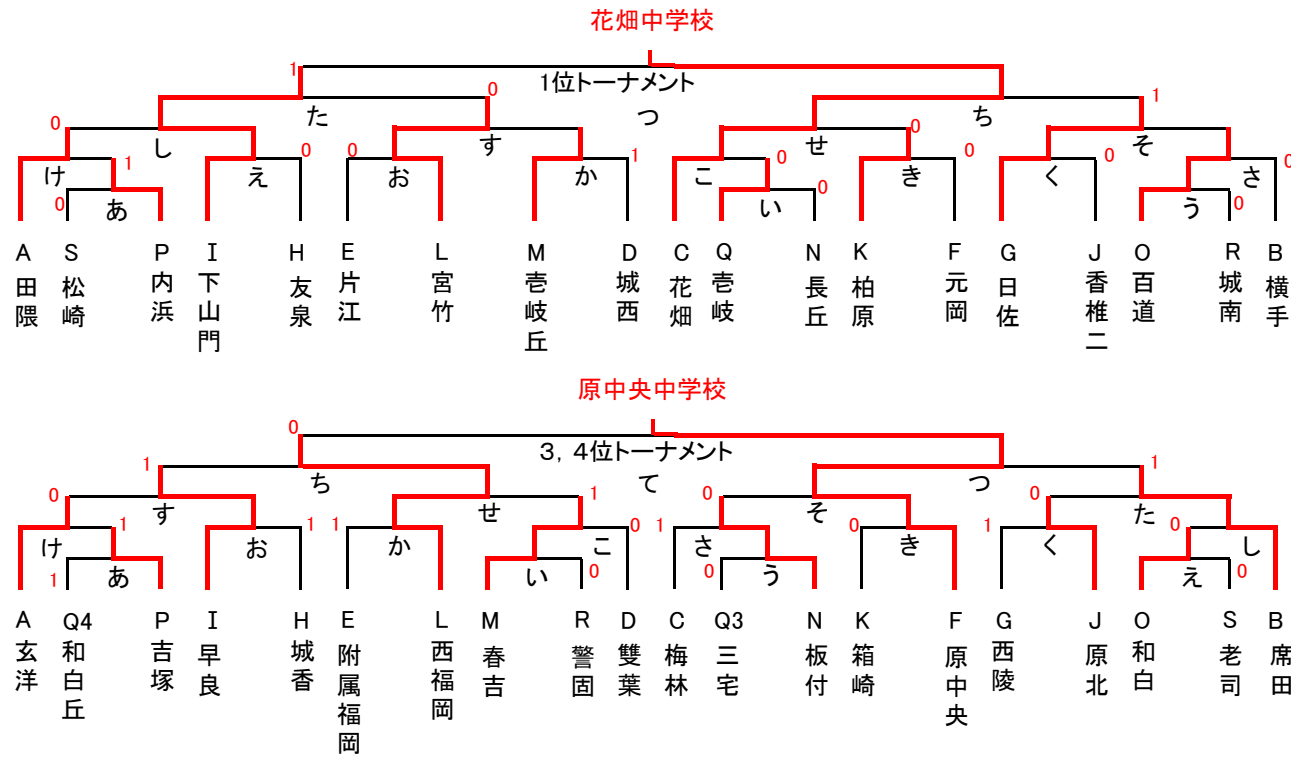 花畑中学校
1
1位トーナメント
0
1
た
つ
ち
0
0
し
す
せ
そ
1
0
0
1
0
0
0
0
け
え
お
か
こ
き
く
さ
0
あ
0
い
う
0
A S P I H E L M D C Q N K F G J O R B
田隈
松崎
内浜
下山門
友泉
片江
宮竹
壱岐丘
城西
花畑
壱岐
長丘
柏原
元岡
日佐
香椎二
百道
城南
横手
原中央中学校
0
3，4位トーナメント
1
1
ち
て
つ
0
1
0
0
す
せ
そ
た
1
1
1
0
1
0
1
0
け
お
か
こ
さ
き
く
し
1
あ
い
0
0
う
え
0
A Q4 P I H E L M R D C Q3 N K F G J O S B
玄洋
和白丘
吉塚
早良
城香
附属福岡
西福岡
春吉
警固
雙葉
梅林
三宅
板付
箱崎
原中央
西陵
原北
和白
老司
席田